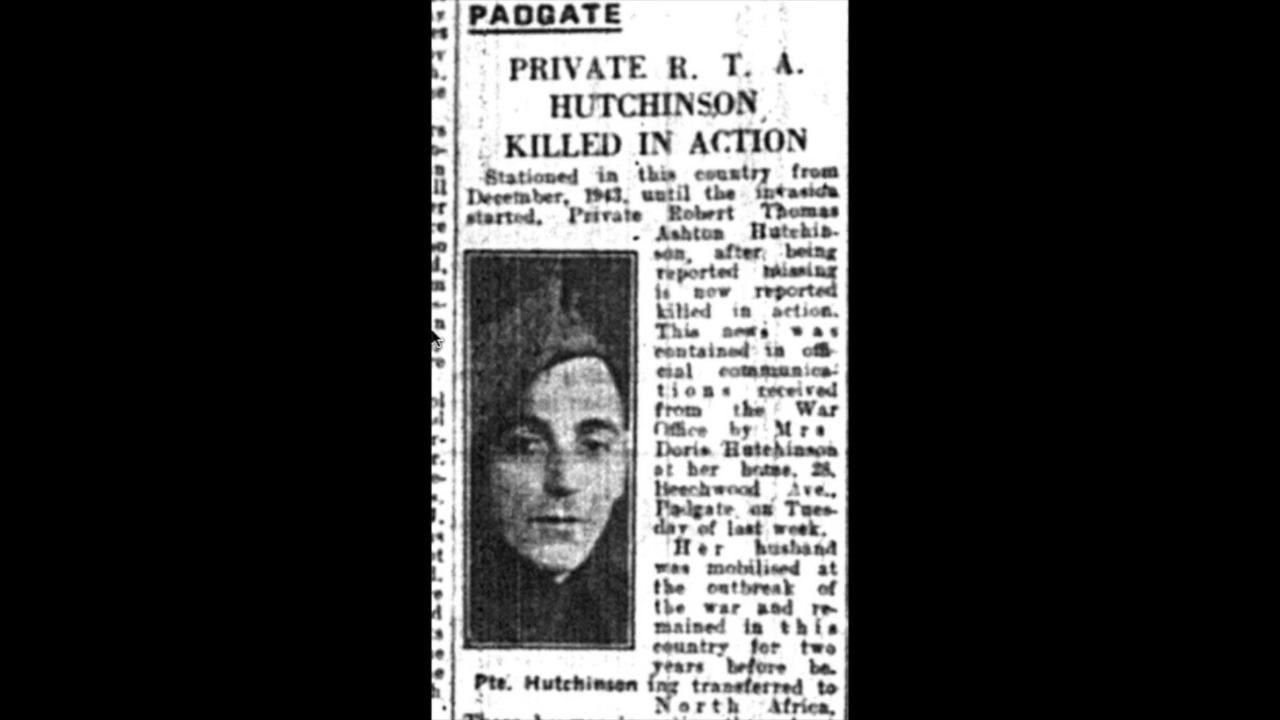 PADGATE
PRIVATE R. T. A.
HUTCHINSON
KILLED IN ACTION
Stationed in this country from
December, 1943, until the invasion
started, Private Robert Thomas
Ashton Hutchin-
son, after being
reported missing
is now reported
killed in action.
This news was
contained in offi-
cial communica-
tions received
from the War
Office by Mrs
Doris Hutchinson
at her home, 28,
Beechwood Ave.,
Padgate on Tues-
day of last week.
Her husband
was mobilised at
the outbreak of
the war and re-
mained in this
country for two
years before be-
ing transferred to
North Africa.
Pte. Hutchinson